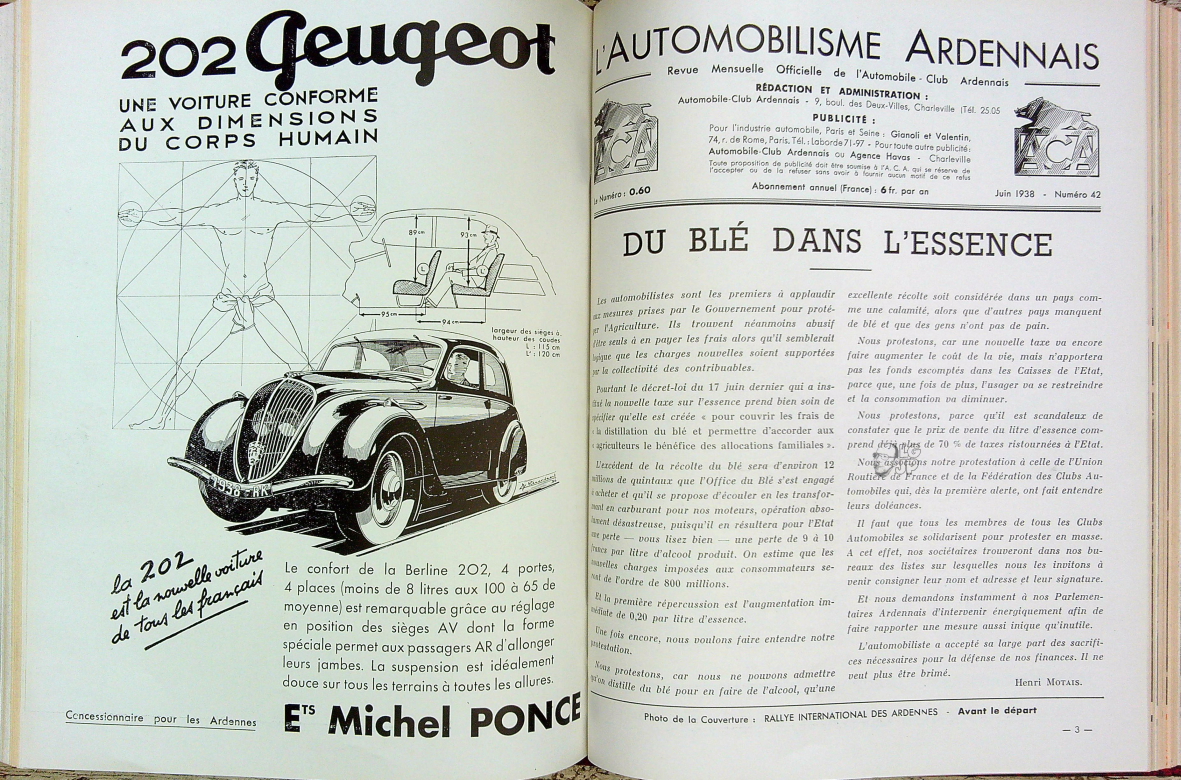 202 Peugeot
UNE VOITURE CONFORME
AUX DIMENSIONS
DU CORPS HUMAIN
89cm
93cm
95cm
94cm
largeur des sièges à
hauteur des coudes
L : 115 cm
L' : 120 cm
1938-RK
la 202
est la nouvelle voiture
de tous les français
Le confort de la Berline 202, 4 portes,
4 places (moins de 8 litres aux 100 à 65 de
moyenne) est remarquable grâce au réglage
en position des sièges AV dont la forme
spéciale permet aux passagers AR d'allonger
leurs jambes. La suspension est idéalement
douce sur tous les terrains à toutes les allures.
Concessionnaire pour les Ardennes
ETS Michel PONCE
L'AUTOMOBILISME ARDENNAIS
Revue Mensuelle Officielle de l'Automobile-Club Ardennais
RÉDACTION ET ADMINISTRATION :
Automobile-Club Ardennais - 9, boul. des Deux-Villes, Charleville (Tél. 25.05
PUBLICITÉ :
Pour l'industrie automobile, Paris et Seine : Gianoli et Valentin,
74, r. de Rome, Paris. Tél. : Laborde 71-97 - Pour toute autre publicité :
Automobile-Club Ardennais ou Agence Havas - Charleville
Toute proposition de publicité doit être soumise à l'A. C. A. qui se réserve de
l'accepter ou de la refuser sans avoir à fournir aucun motif de ce refus
ACA
ACA
Le Numéro : 0.60
Abonnement annuel (France) : 6 fr. par an
Juin 1938 - Numéro 42
DU BLÉ DANS L'ESSENCE
Les automobilistes sont les premiers à applaudir
aux mesures prises par le Gouvernement pour proté-
ger l'Agriculture. Ils trouvent néanmoins abusif
d'être seuls à en payer les frais alors qu'il semblerait
logique que les charges nouvelles soient supportées
par la collectivité des contribuables.
Pourtant le décret-loi du 17 juin dernier qui a ins-
titué la nouvelle taxe sur l'essence prend bien soin de
spécifier qu'elle est créée « pour couvrir les frais de
« la distillation du blé et permettre d'accorder aux
« agriculteurs le bénéfice des allocations familiales ».
L'excédent de la récolte du blé sera d'environ 12
millions de quintaux que l'Office du Blé s'est engagé
à acheter et qu'il se propose d'écouler en les transfor-
mant en carburant pour nos moteurs, opération abso-
lument désastreuse, puisqu'il en résultera pour l'Etat
une perte — vous lisez bien — une perte de 9 à 10
francs par litre d'alcool produit. On estime que les
nouvelles charges imposées aux consommateurs se-
ront de l'ordre de 800 millions.
Et la première répercussion est l'augmentation im-
médiate de 0,20 par litre d'essence.
Une fois encore, nous voulons faire entendre notre
protestation.
Nous protestons, car nous ne pouvons admettre
qu'on distille du blé pour en faire de l'alcool, qu'une
excellente récolte soit considérée dans un pays com-
me une calamité, alors que d'autres pays manquent
de blé et que des gens n'ont pas de pain.
Nous protestons, car une nouvelle taxe va encore
faire augmenter le coût de la vie, mais n'apportera
pas les fonds escomptés dans les Caisses de l'Etat,
parce que, une fois de plus, l'usager va se restreindre
et la consommation va diminuer.
Nous protestons, parce qu'il est scandaleux de
constater que le prix de vente du litre d'essence com-
prend déjà plus de 70 % de taxes ristournées à l'Etat.
Nous associons notre protestation à celle de l'Union
Routière de France et de la Fédération des Clubs Au-
tomobiles qui, dès la première alerte, ont fait entendre
leurs doléances.
Il faut que tous les membres de tous les Clubs
Automobiles se solidarisent pour protester en masse.
A cet effet, nos sociétaires trouveront dans nos bu-
reaux des listes sur lesquelles nous les invitons à
venir consigner leur nom et adresse et leur signature.
Et nous demandons instamment à nos Parlemen-
taires Ardennais d'intervenir énergiquement afin de
faire rapporter une mesure aussi inique qu'inutile.
L'automobiliste a accepté sa large part des sacrifi-
ces nécessaires pour la défense de nos finances. Il ne
veut plus être brimé.
Henri MOTAIS.
Photo de la Couverture : RALLYE INTERNATIONAL DES ARDENNES - Avant le départ
— 3 —